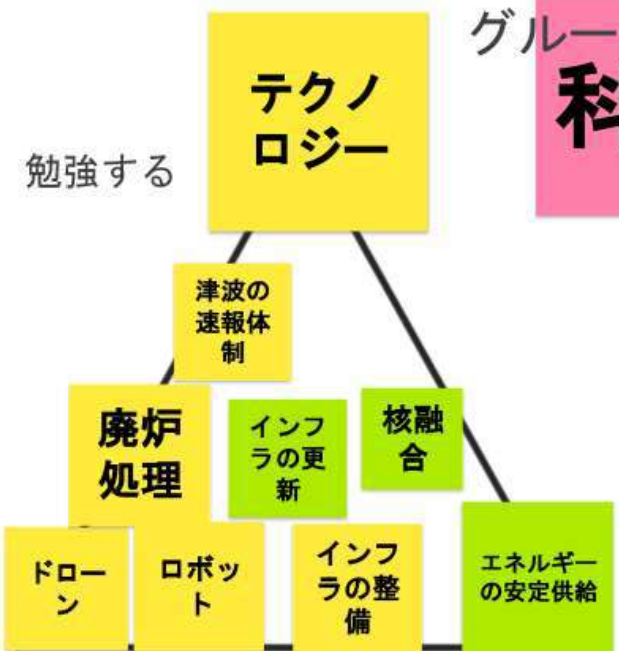 グルー
テクノ
ロジー
科
勉強する
津波の
速報体
制
廃炉
処理
インフ
ラの更
新
核融
合
ドロー
ン
ロボッ
ト
インフ
ラの整
備
エネルギー
の安定供給